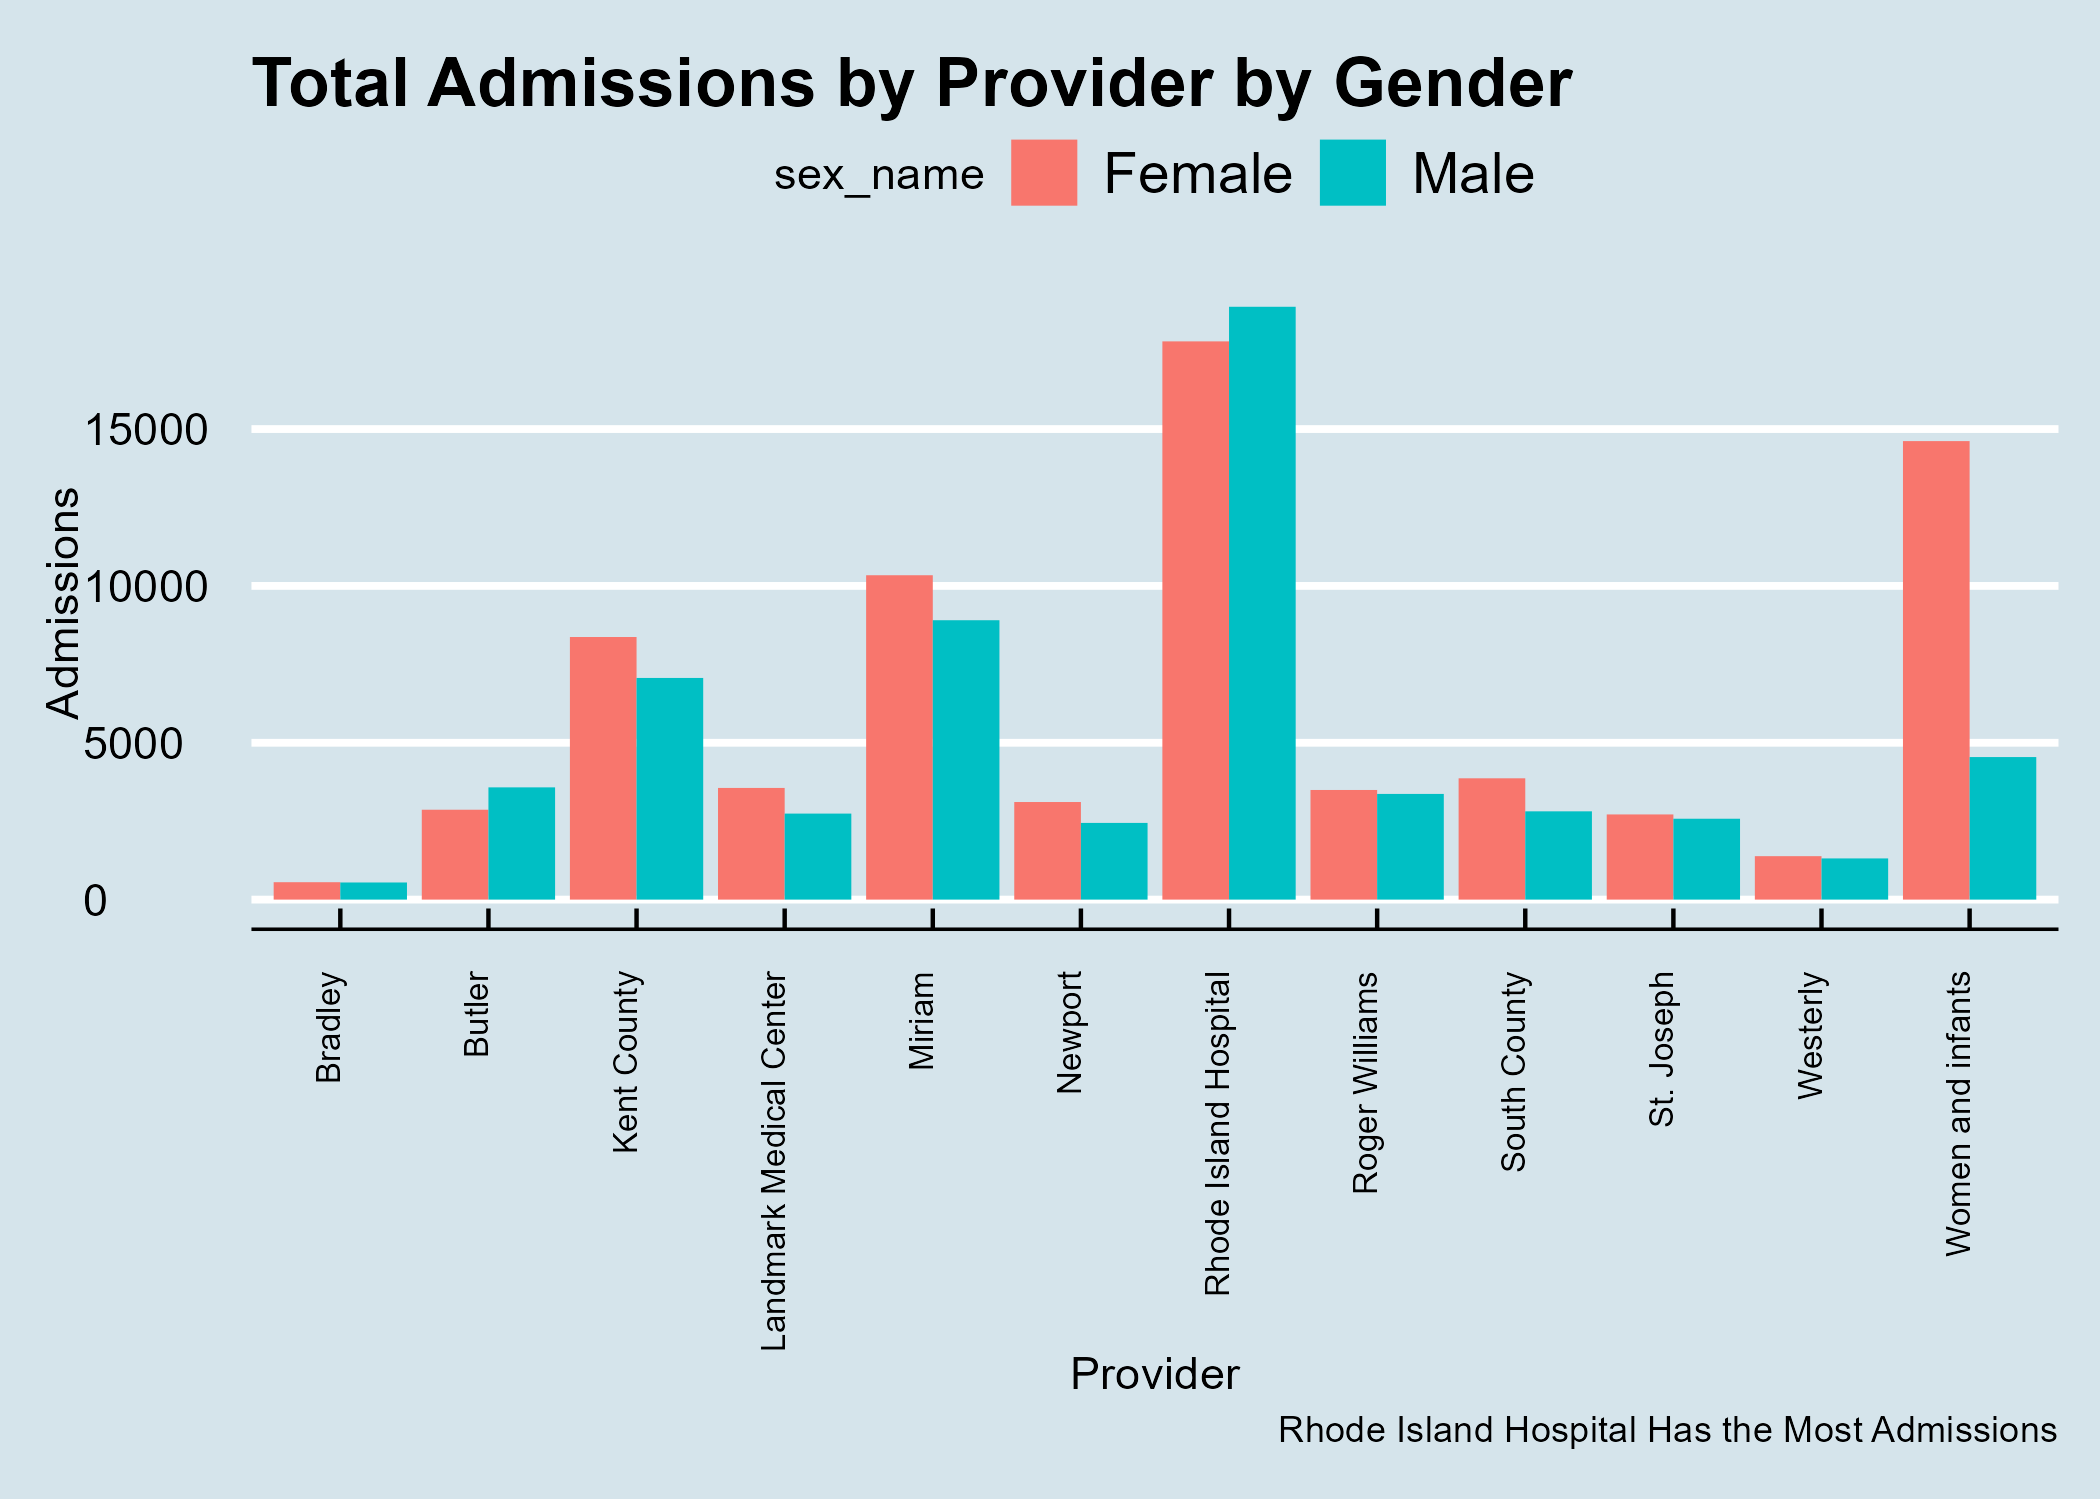 Total Admissions by Provider by Gender
sex_name Female Male
Admissions
15000
10000
5000
0
Bradley
Butler
Kent County
Landmark Medical Center
Miriam
Newport
Rhode Island Hospital
Roger Williams
South County
St. Joseph
Westerly
Women and infants
Provider
Rhode Island Hospital Has the Most Admissions